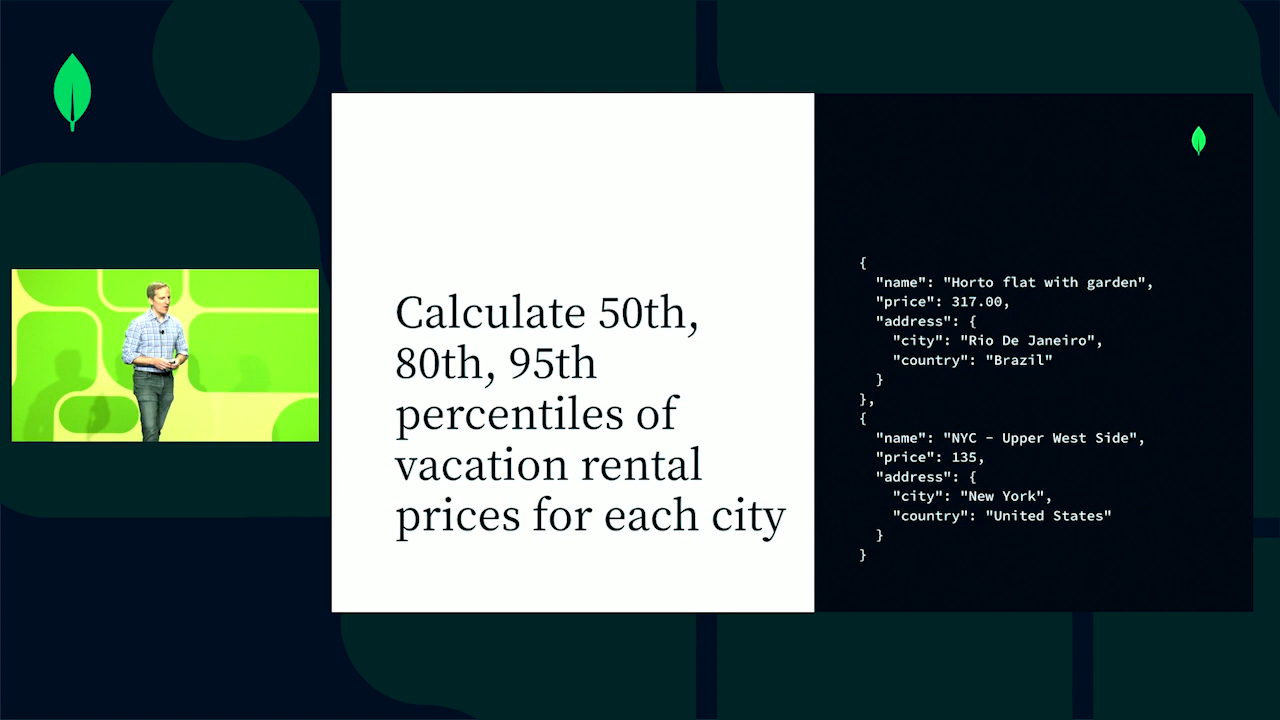 Calculate 50th,
80th, 95th
percentiles of
vacation rental
prices for each city
{
  "name": "Horto flat with garden",
  "price": 317.00,
  "address": {
    "city": "Rio De Janeiro",
    "country": "Brazil"
  }
},
{
  "name": "NYC - Upper West Side",
  "price": 135,
  "address": {
    "city": "New York",
    "country": "United States"
  }
}